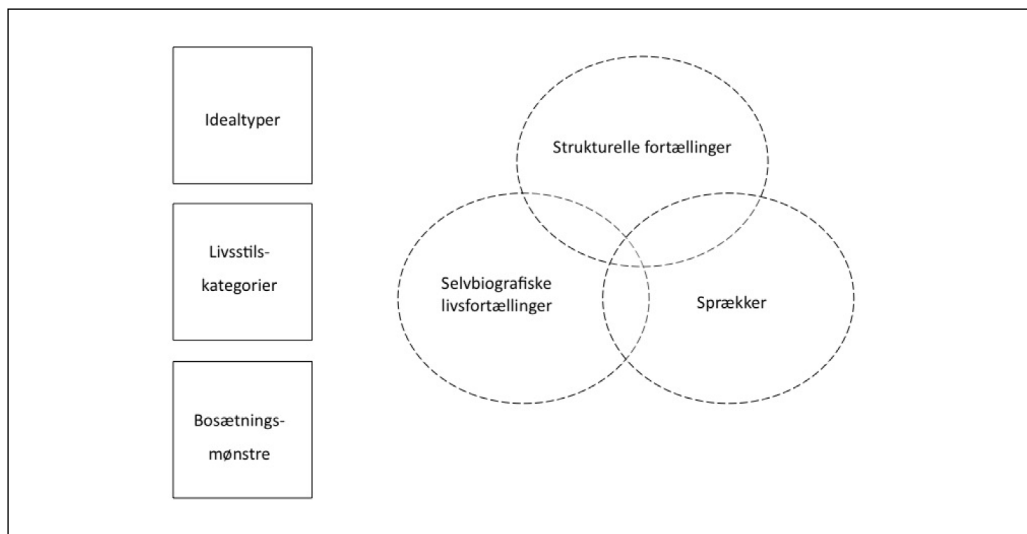 Idealtyper
Livsstils-
kategorier
Bosætnings-
mønstre
Strukturelle fortællinger
Selvbiografiske
livsfortællinger
Sprækker